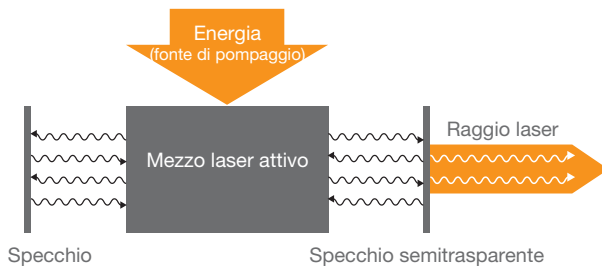 Energia
(fonte di pompaggio)
Raggio laser
Mezzo laser attivo
Specchio
Specchio semitrasparente